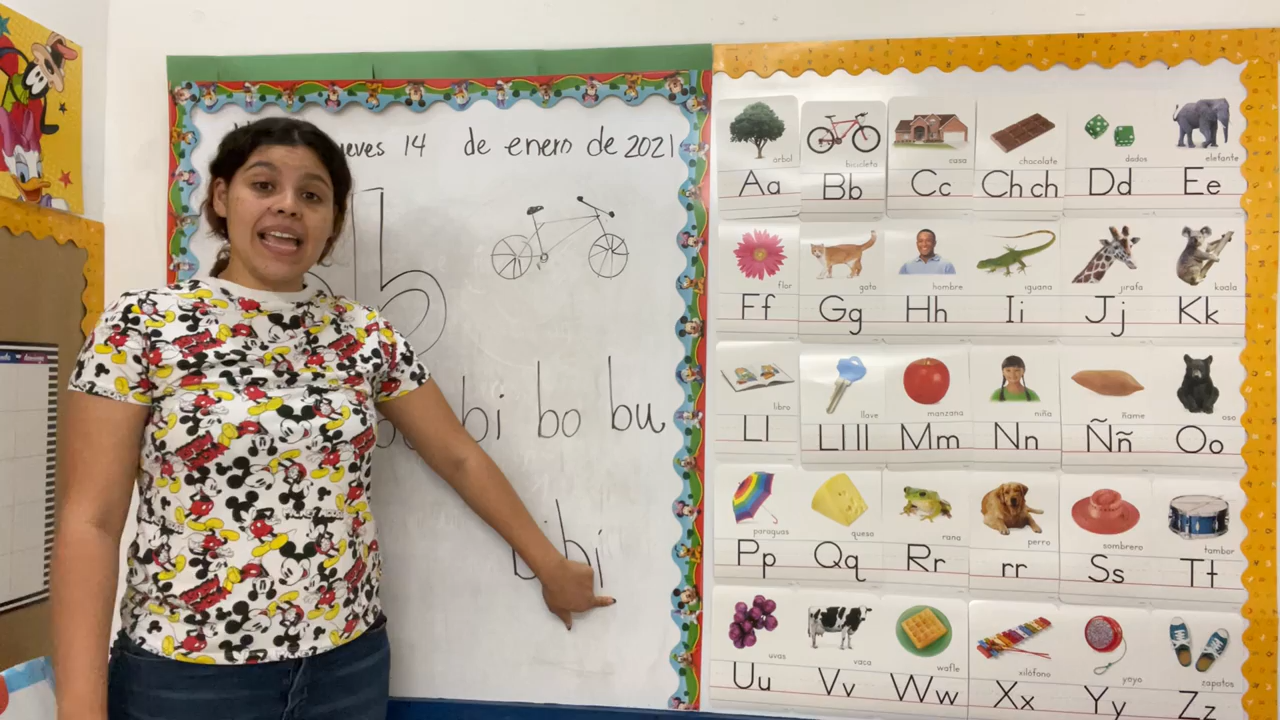 jueves 14 de enero de 2021
b
bi bo bu
bi
árbol bicicleta casa chocolate dados elefante
Aa Bb Cc Ch ch Dd Ee
flor gato hombre iguana jirafa koala
Ff Gg Hh Ii Jj Kk
libro llave manzana niña ñame oso
Ll Llll Mm Nn Ññ Oo
paraguas queso rana perro sombrero tambor
Pp Qq Rr rr Ss Tt
uvas vaca wafle xilófono yoyo zapatos
Uu Vv Ww Xx Yy Zz